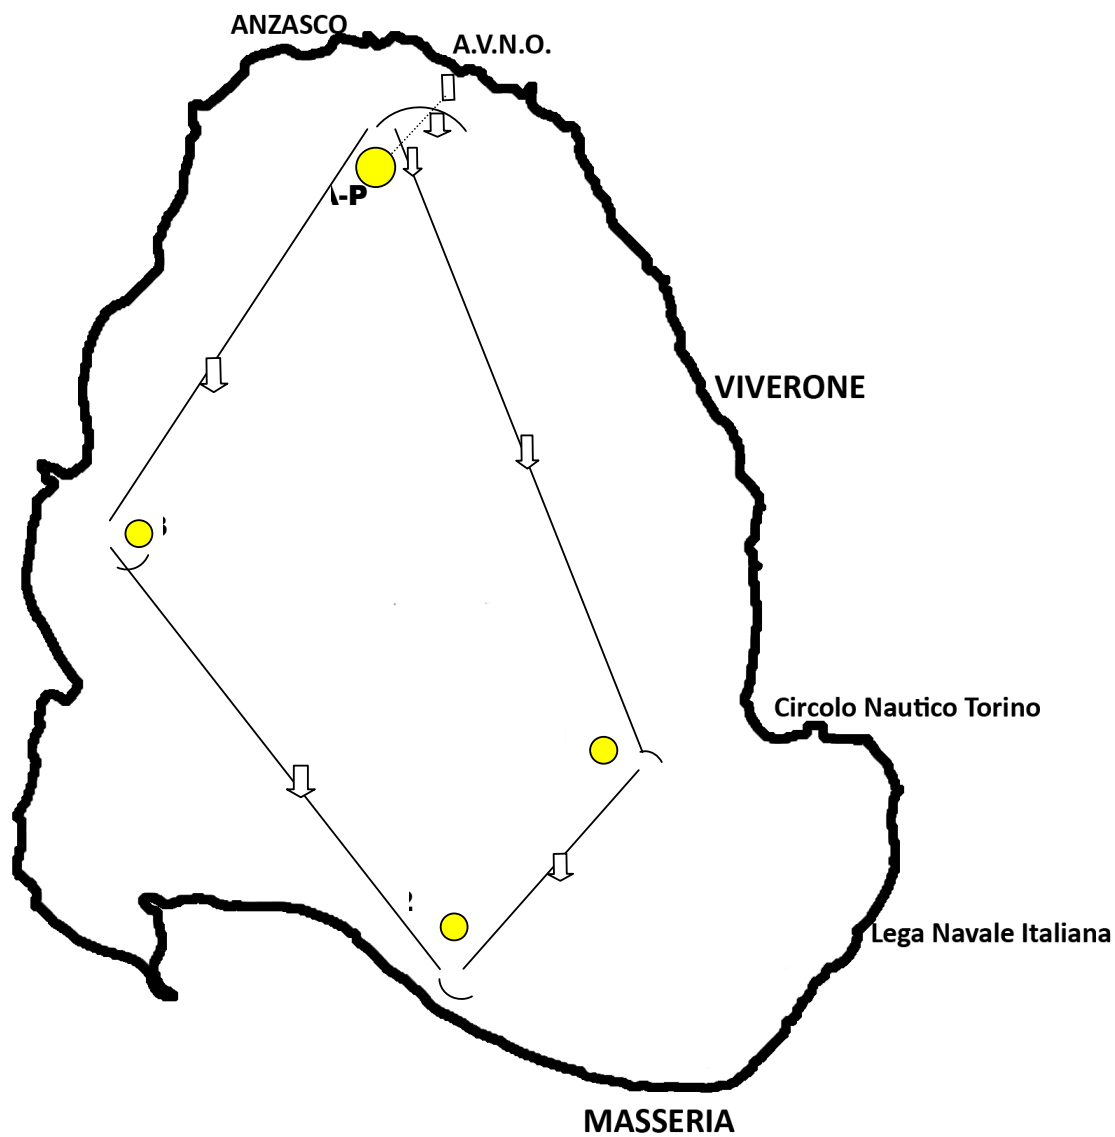 ANZASCO
A.V.N.O.
A-P
VIVERONE
Circolo Nautico Torino
Lega Navale Italiana
MASSERIA